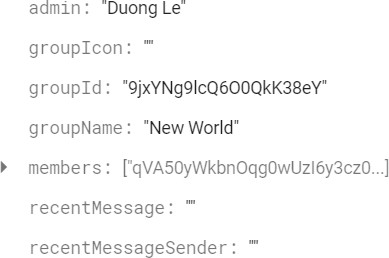 admin: "Duong Le"
groupIcon: ""
groupId: "9jxYNg9lcQ6O0QkK38eY"
groupName: "New World"
members: ["qVA50yWkbnOqg0wUzI6y3cz0...]
recentMessage: ""
recentMessageSender: ""